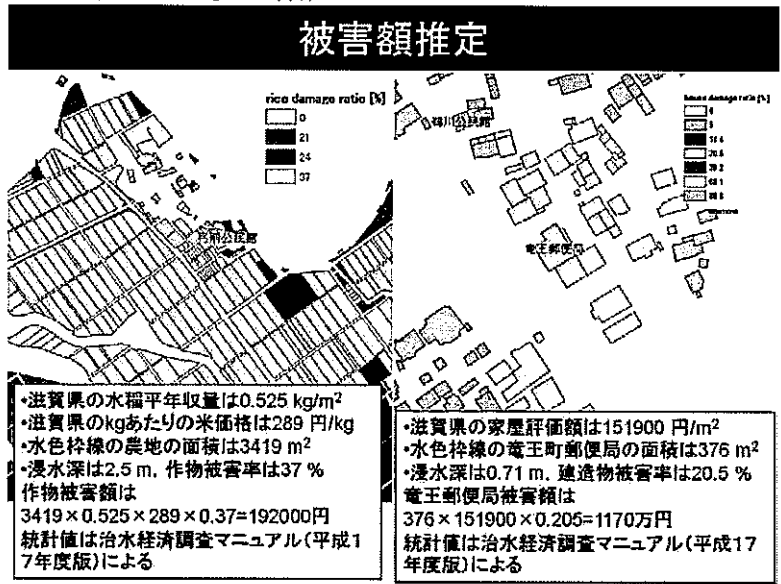 被害額推定
rice damage ratio [%]
0
21
24
37
house damage ratio [%]
0
20.5
鵜川公民館
竜王郵便局
・滋賀県の水稲平年収量は0.525 kg/m²
・滋賀県のkgあたりの米価格は289 円/kg
・水色枠線の農地の面積は3419 m²
・浸水深は2.5 m，作物被害率は37 %
作物被害額は
3419×0.525×289×0.37=192000円
統計値は治水経済調査マニュアル（平成1
7年度版）による
・滋賀県の家屋評価額は151900 円/m²
・水色枠線の竜王町郵便局の面積は376 m²
・浸水深は0.71 m，建造物被害率は20.5 %
竜王郵便局被害額は
376×151900×0.205=1170万円
統計値は治水経済調査マニュアル（平成17
年度版）による